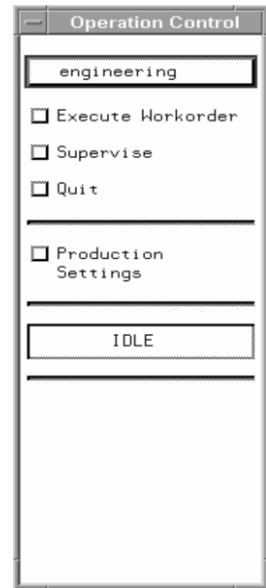 Operation Control
engineering
Execute Workorder
Supervise
Quit
Production
Settings
IDLE